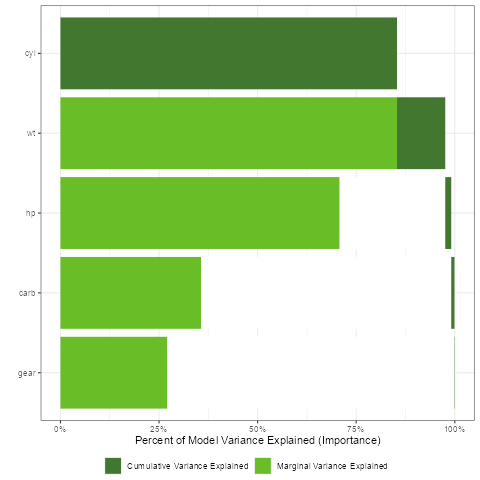 cyl
wt
hp
carb
gear
0%
25%
50%
75%
100%
Percent of Model Variance Explained (Importance)
Cumulative Variance Explained
Marginal Variance Explained